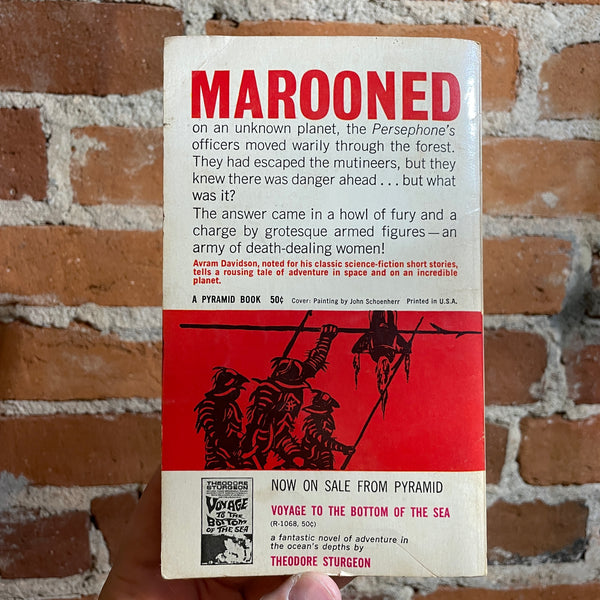 MAROONED
on an unknown planet, the Persephone's
officers moved warily through the forest.
They had escaped the mutineers, but they
knew there was danger ahead . . . but what
was it?
The answer came in a howl of fury and a
charge by grotesque armed figures—an
army of death-dealing women!
Avram Davidson, noted for his classic science-fiction short stories,
tells a rousing tale of adventure in space and on an incredible
planet.
A PYRAMID BOOK 50¢ Cover: Painting by John Schoenherr Printed in U.S.A.
THEODORE
STURGEON
VOYAGE
TO THE
BOTTOM
OF THE SEA
NOW ON SALE FROM PYRAMID
VOYAGE TO THE BOTTOM OF THE SEA
(R-1068, 50¢)
a fantastic novel of adventure in
the ocean's depths by
THEODORE STURGEON